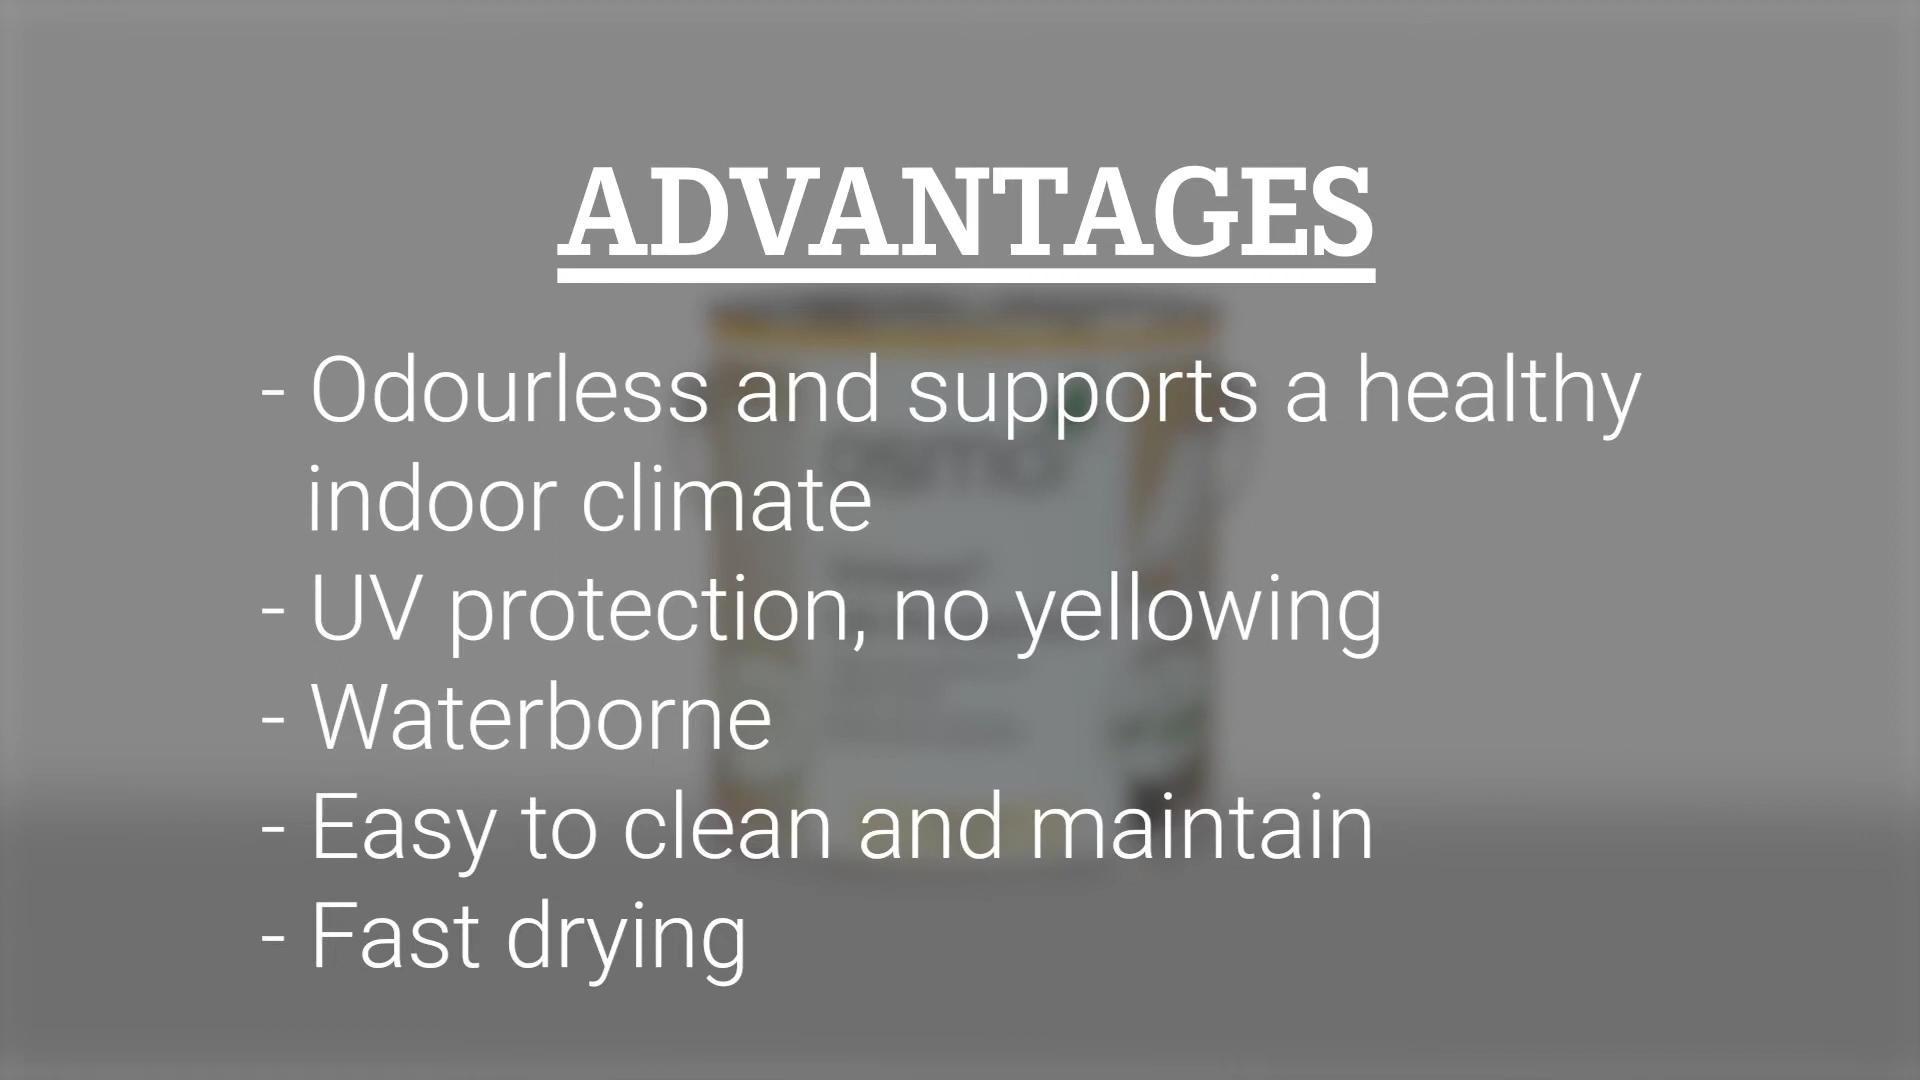 ADVANTAGES
- Odourless and supports a healthy
indoor climate
- UV protection, no yellowing
- Waterborne
- Easy to clean and maintain
- Fast drying
osmo